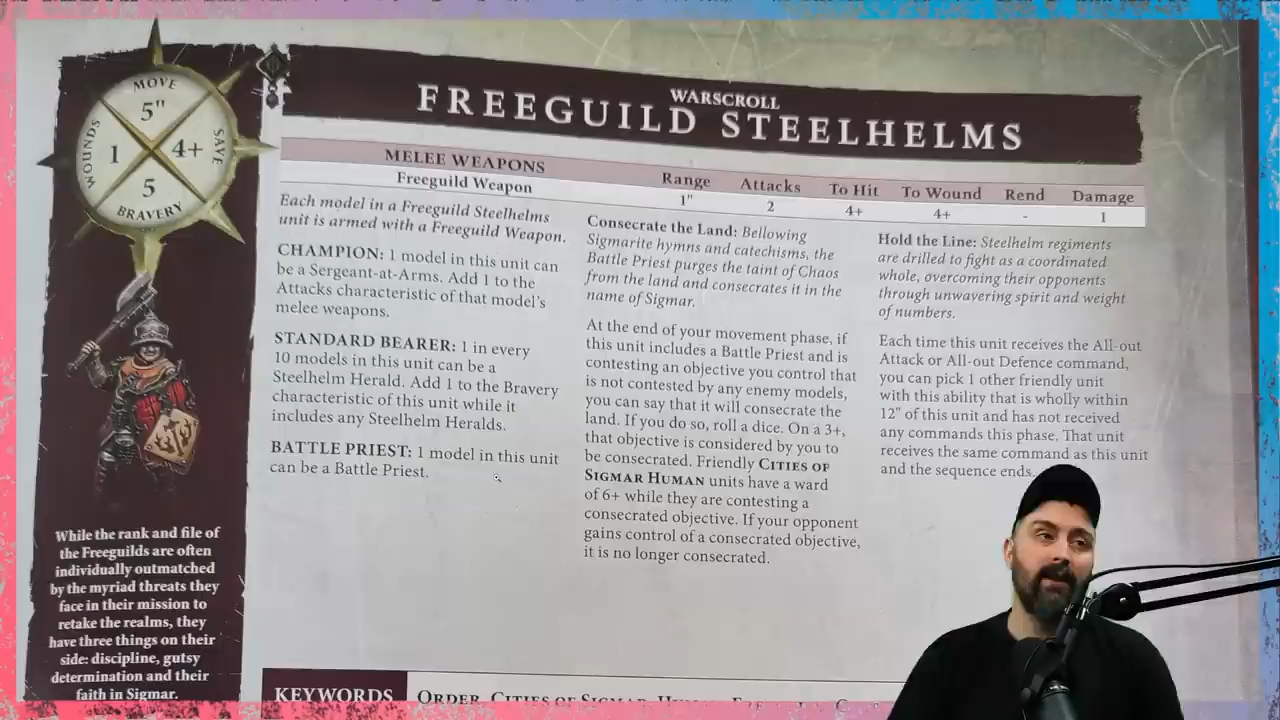 MOVE
5"
WOUNDS
1
4+
SAVE
5
BRAVERY
WARSCROLL
FREEGUILD STEELHELMS
MELEE WEAPONS Range Attacks To Hit To Wound Rend Damage
Freeguild Weapon 1" 2 4+ 4+ - 1
Each model in a Freeguild Steelhelms
unit is armed with a Freeguild Weapon.
CHAMPION: 1 model in this unit can
be a Sergeant-at-Arms. Add 1 to the
Attacks characteristic of that model's
melee weapons.
STANDARD BEARER: 1 in every
10 models in this unit can be a
Steelhelm Herald. Add 1 to the Bravery
characteristic of this unit while it
includes any Steelhelm Heralds.
BATTLE PRIEST: 1 model in this unit
can be a Battle Priest.
Consecrate the Land: Bellowing
Sigmarite hymns and catechisms, the
Battle Priest purges the taint of Chaos
from the land and consecrates it in the
name of Sigmar.
At the end of your movement phase, if
this unit includes a Battle Priest and is
contesting an objective you control that
is not contested by any enemy models,
you can say that it will consecrate the
land. If you do so, roll a dice. On a 3+,
that objective is considered by you to
be consecrated. Friendly CITIES OF
SIGMAR HUMAN units have a ward
of 6+ while they are contesting a
consecrated objective. If your opponent
gains control of a consecrated objective,
it is no longer consecrated.
Hold the Line: Steelhelm regiments
are drilled to fight as a coordinated
whole, overcoming their opponents
through unwavering spirit and weight
of numbers.
Each time this unit receives the All-out
Attack or All-out Defence command,
you can pick 1 other friendly unit
with this ability that is wholly within
12" of this unit and has not received
any commands this phase. That unit
receives the same command as this unit
and the sequence ends.
While the rank and file of
the Freeguilds are often
individually outmatched
by the myriad threats they
face in their mission to
retake the realms, they
have three things on their
side: discipline, gutsy
determination and their
faith in Sigmar.
KEYWORDS ORDER, CITIES OF SIGMAR, HUMAN